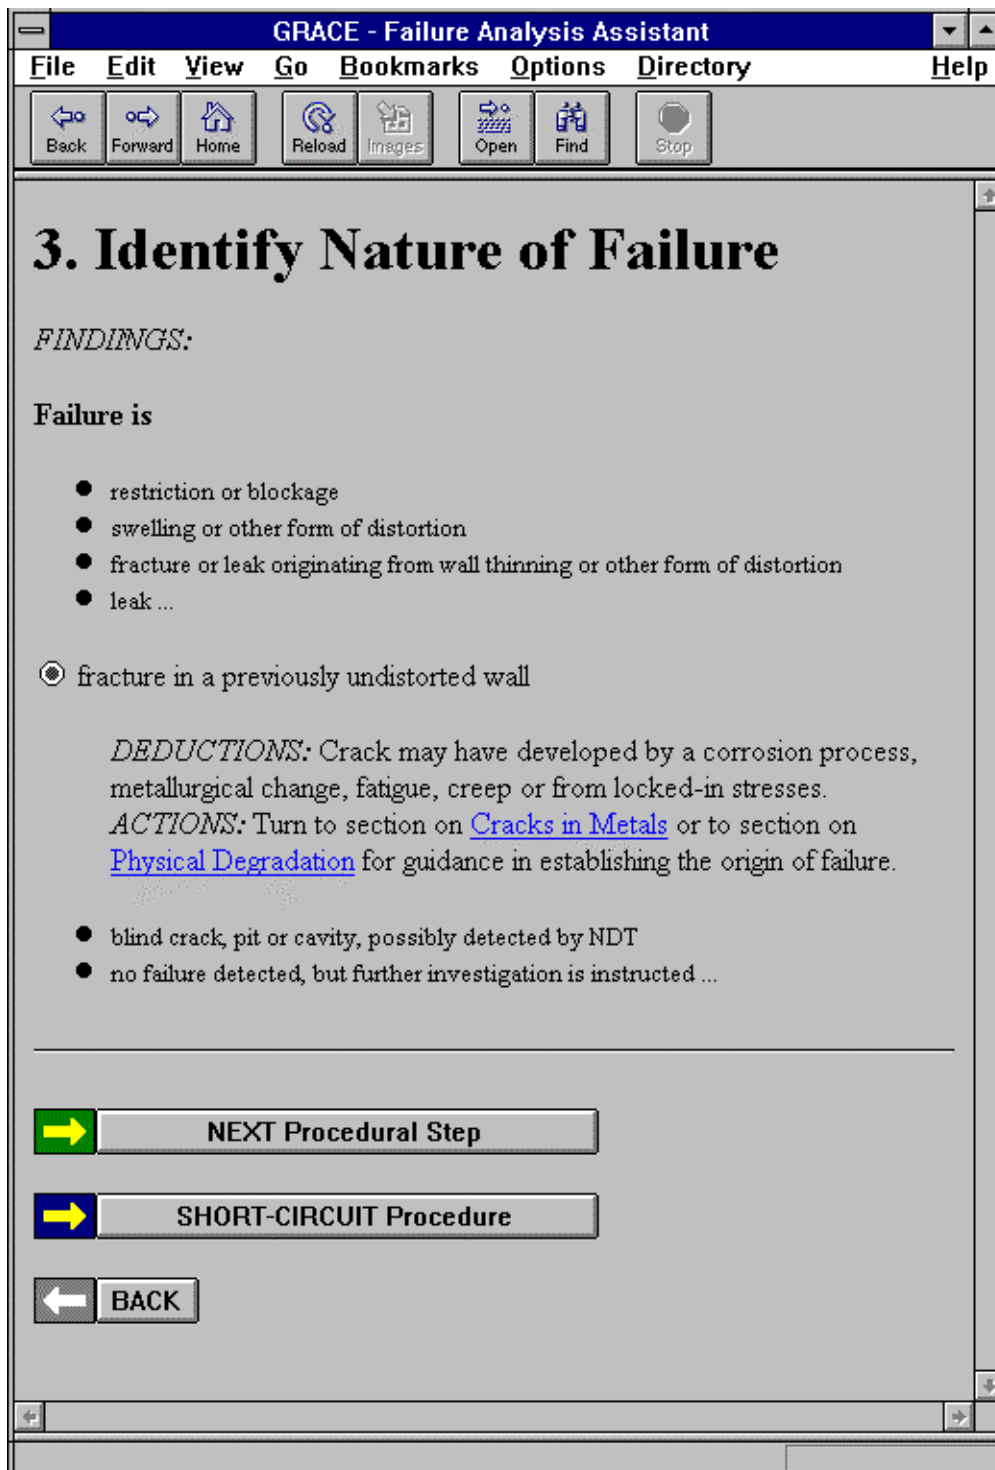 GRACE - Failure Analysis Assistant
File Edit View Go Bookmarks Options Directory Help
Back Forward Home Reload Images Open Find Stop
3. Identify Nature of Failure
FINDINGS:
Failure is
restriction or blockage
swelling or other form of distortion
fracture or leak originating from wall thinning or other form of distortion
leak ...
fracture in a previously undistorted wall
DEDUCTIONS: Crack may have developed by a corrosion process,
metallurgical change, fatigue, creep or from locked-in stresses.
ACTIONS: Turn to section on Cracks in Metals or to section on
Physical Degradation for guidance in establishing the origin of failure.
blind crack, pit or cavity, possibly detected by NDT
no failure detected, but further investigation is instructed ...
NEXT Procedural Step
SHORT-CIRCUIT Procedure
BACK